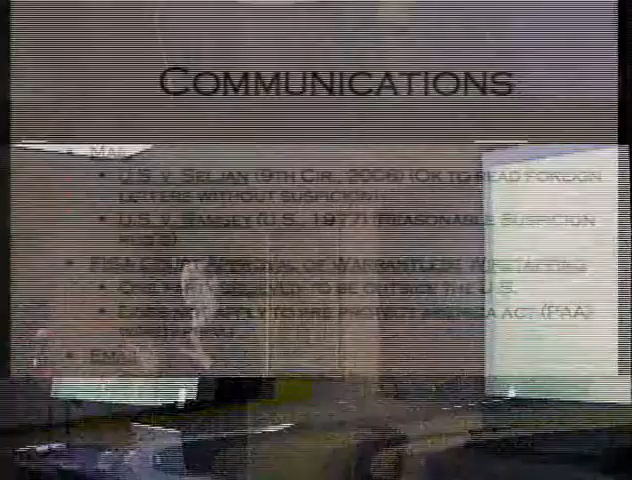 COMMUNICATIONS
• MAIL
• U.S. V. SELJAN (9TH CIR., 2008) (OK TO READ FOREIGN
LETTERS WITHOUT SUSPICION)
• U.S. V. RAMSEY (U.S., 1977) (REASONABLE SUSPICION
REQ'D)
• FISA COURT APPROVAL OF WARRANTLESS WIRETAPPING
• ONE PARTY TO BE OUTSIDE THE U.S.
• DOES NOT APPLY TO PRE PROTECT AMERICA ACT (PAA)
WIRETAPPING
• EMAIL